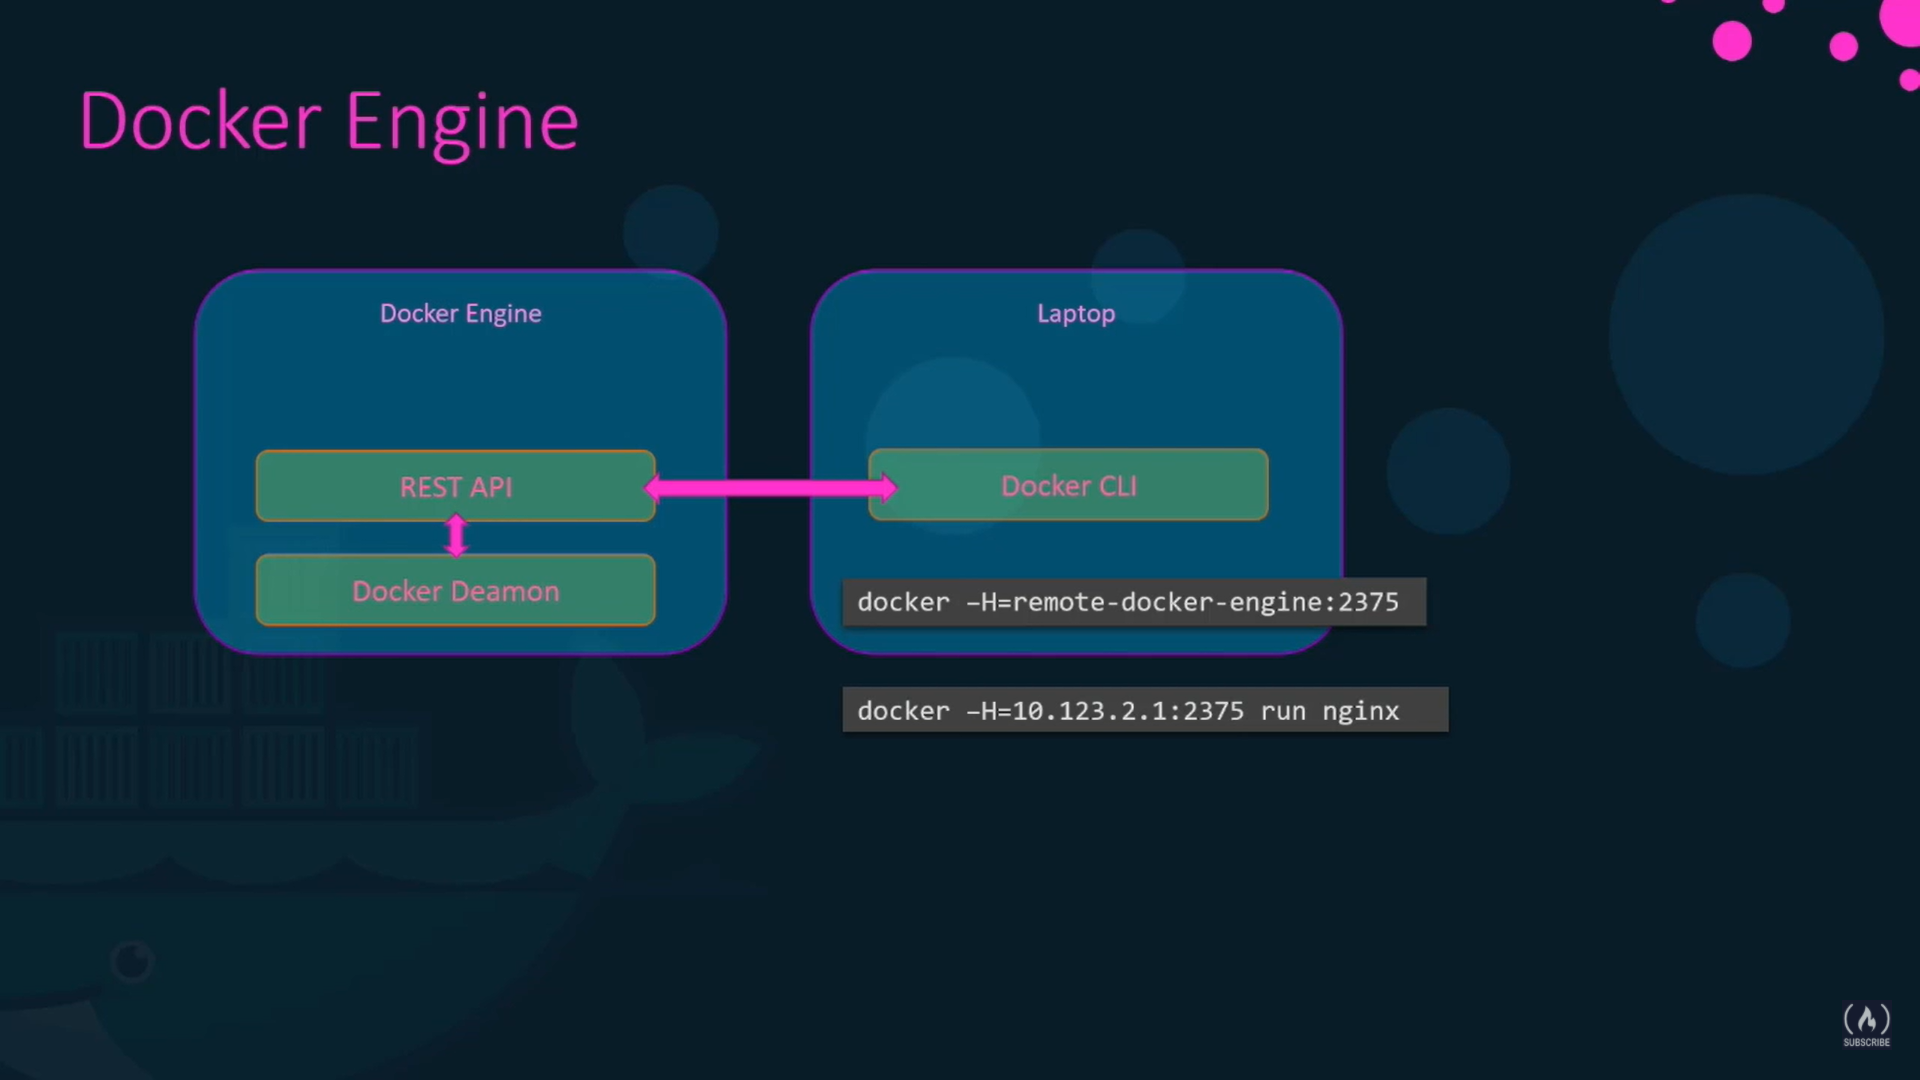 Docker Engine
Docker Engine
Laptop
REST API
Docker CLI
Docker Deamon
docker –H=remote-docker-engine:2375
docker –H=10.123.2.1:2375 run nginx
SUBSCRIBE